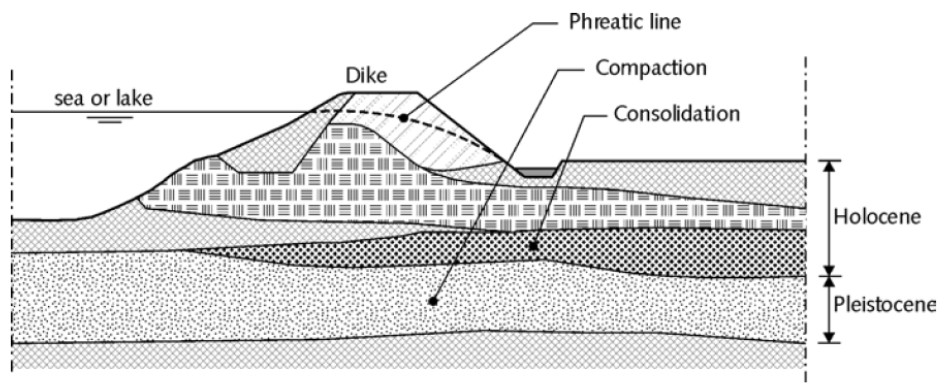 Phreatic line
Compaction
Dike
sea or lake
Consolidation
Holocene
Pleistocene